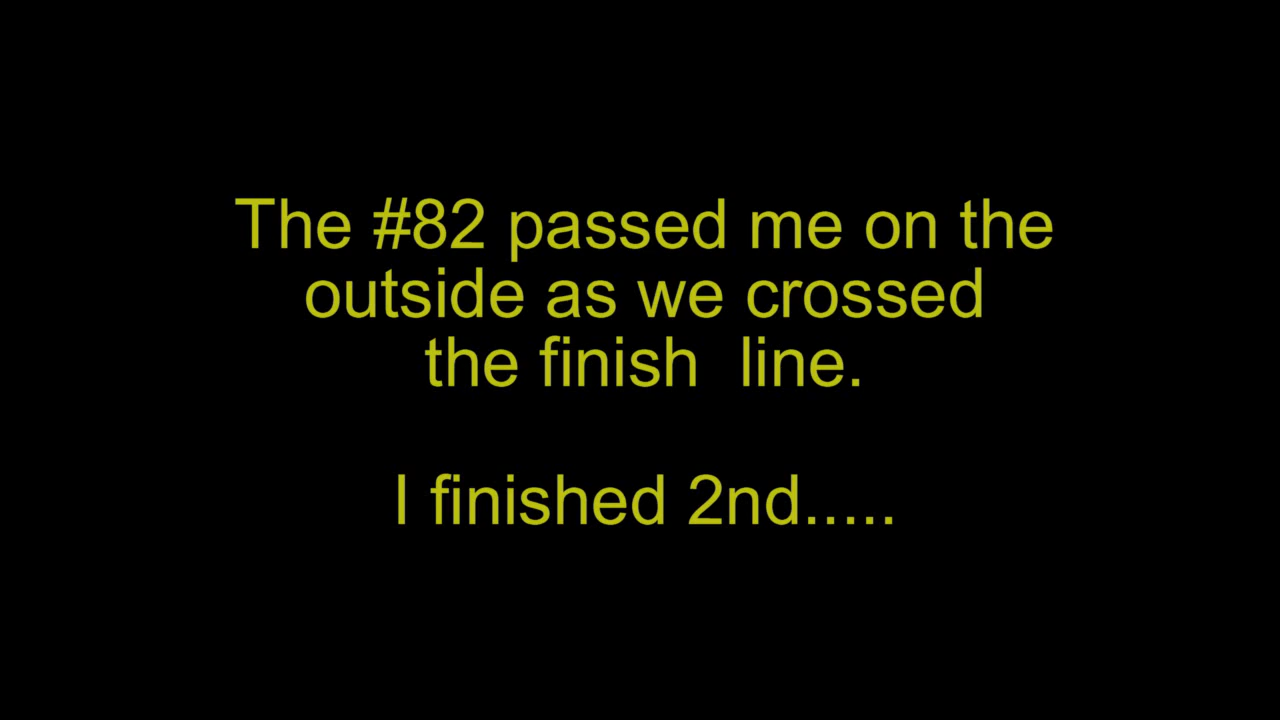 The #82 passed me on the
outside as we crossed
the finish  line.
I finished 2nd.....